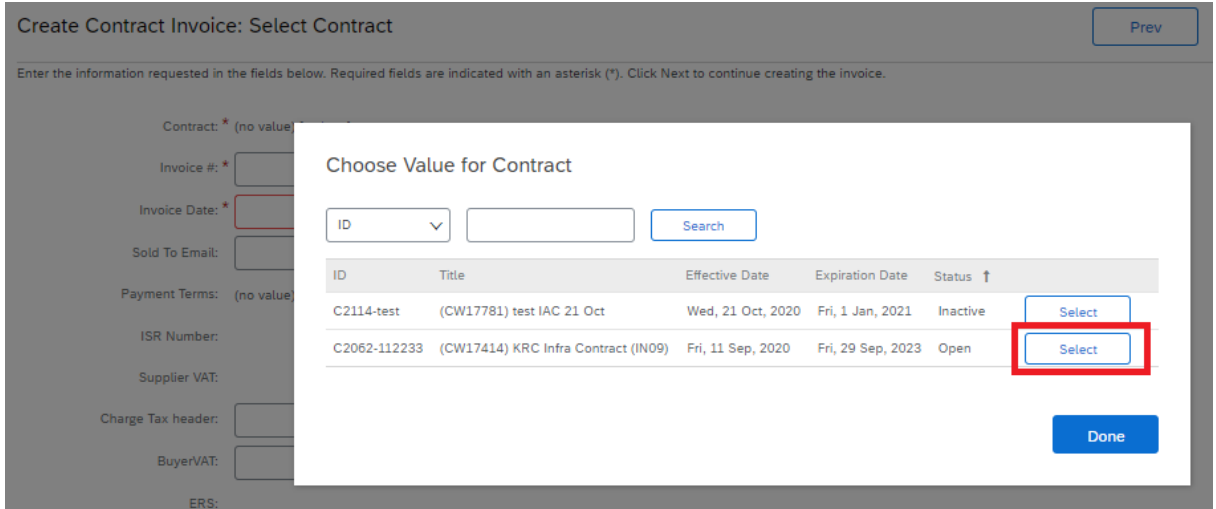 Create Contract Invoice: Select Contract
Prev
Enter the information requested in the fields below. Required fields are indicated with an asterisk (*). Click Next to continue creating the invoice.
Contract: * (no value)
Invoice #: *
Invoice Date: *
Sold To Email:
Payment Terms: (no value)
ISR Number:
Supplier VAT:
Charge Tax header:
BuyerVAT:
ERS:
Choose Value for Contract
ID Search
ID Title Effective Date Expiration Date Status ↑
C2114-test (CW17781) test IAC 21 Oct Wed, 21 Oct, 2020 Fri, 1 Jan, 2021 Inactive Select
C2062-112233 (CW17414) KRC Infra Contract (IN09) Fri, 11 Sep, 2020 Fri, 29 Sep, 2023 Open Select
Done